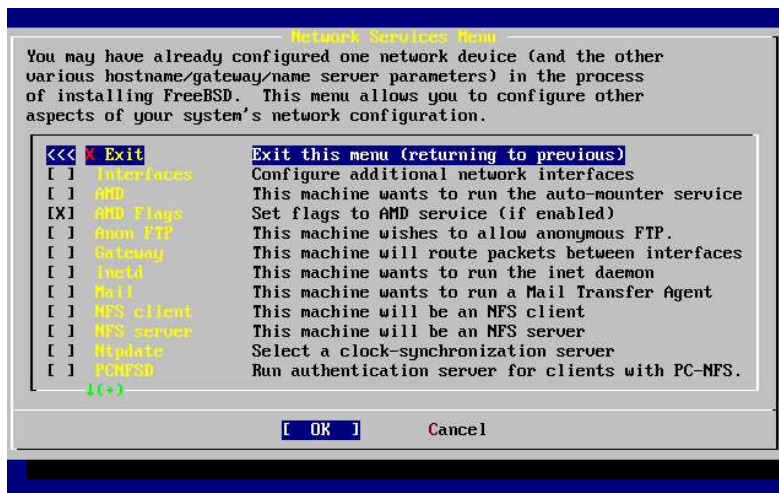 Network Services Menu
You may have already configured one network device (and the other
various hostname/gateway/name server parameters) in the process
of installing FreeBSD.  This menu allows you to configure other
aspects of your system's network configuration.
<<< X Exit Exit this menu (returning to previous)
[ ] Interfaces Configure additional network interfaces
[ ] AMD This machine wants to run the auto-mounter service
[X] AMD Flags Set flags to AMD service (if enabled)
[ ] Anon FTP This machine wishes to allow anonymous FTP.
[ ] Gateway This machine will route packets between interfaces
[ ] inetd This machine wants to run the inet daemon
[ ] Mail This machine wants to run a Mail Transfer Agent
[ ] NFS client This machine will be an NFS client
[ ] NFS server This machine will be an NFS server
[ ] Ntpdate Select a clock-synchronization server
[ ] PCNFSD Run authentication server for clients with PC-NFS.
↓(+)
[ OK ] Cancel